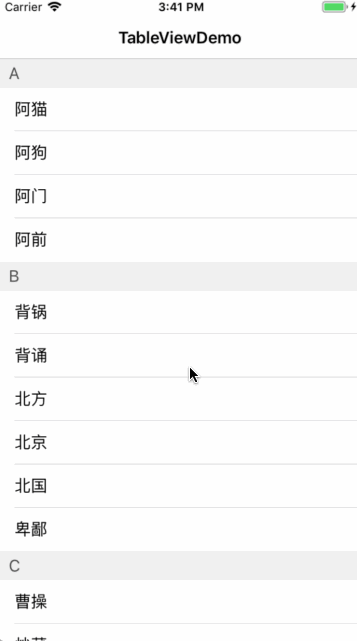 Carrier 3:41 PM
TableViewDemo
A
阿猫
阿狗
阿门
阿前
B
背锅
背诵
北方
北京
北国
卑鄙
C
曹操